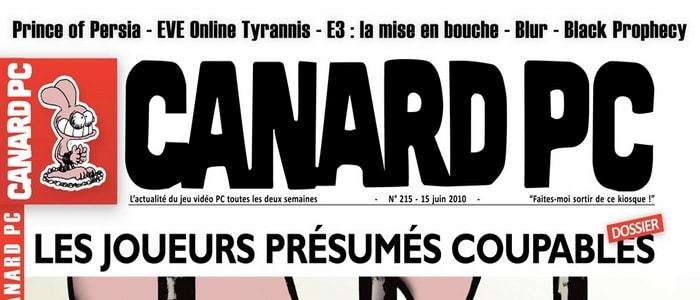 Prince of Persia - EVE Online Tyrannis - E3 : la mise en bouche - Blur - Black Prophecy
CANARD PC
CANARD PC
L'actualité du jeu vidéo PC toutes les deux semaines - N° 215 - 15 juin 2010 - "Faites-moi sortir de ce kiosque !"
DOSSIER
LES JOUEURS PRÉSUMÉS COUPABLES
ANARD PC